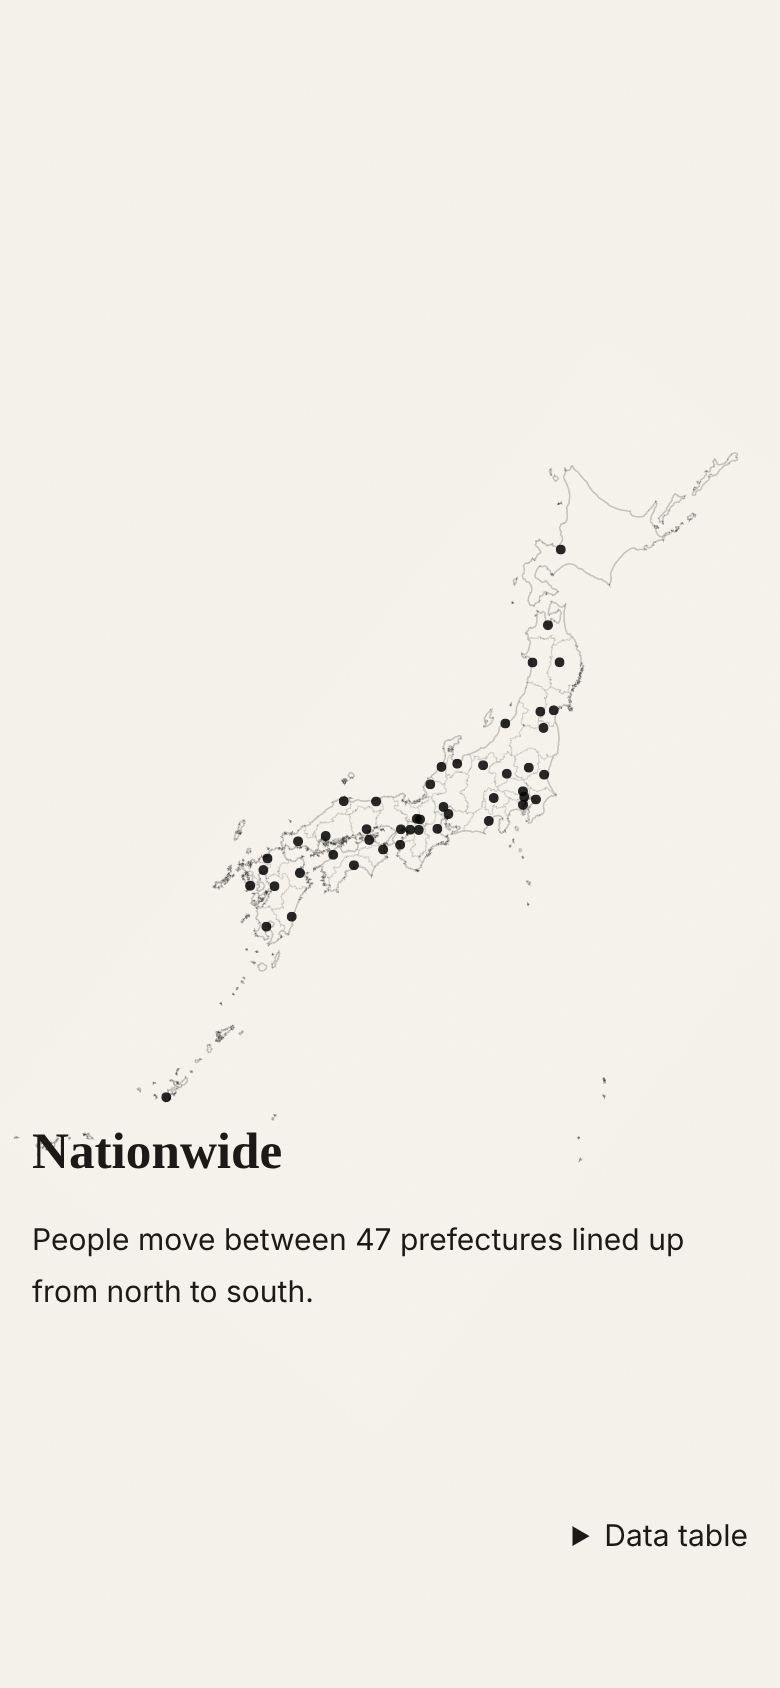 Nationwide
People move between 47 prefectures lined up
from north to south.
▶ Data table